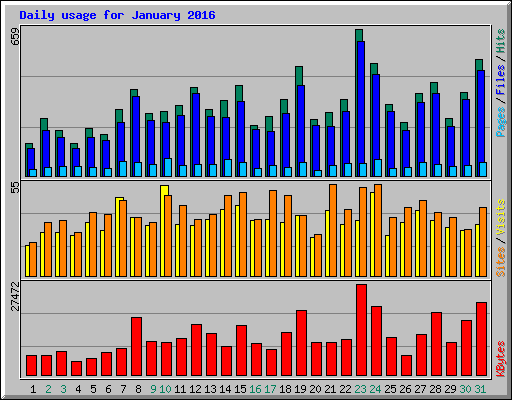 Daily usage for January 2016
659
Pages / Files / Hits
55
Sites / Visits
27472
KBytes
1 2 3 4 5 6 7 8 9 10 11 12 13 14 15 16 17 18 19 20 21 22 23 24 25 26 27 28 29 30 31